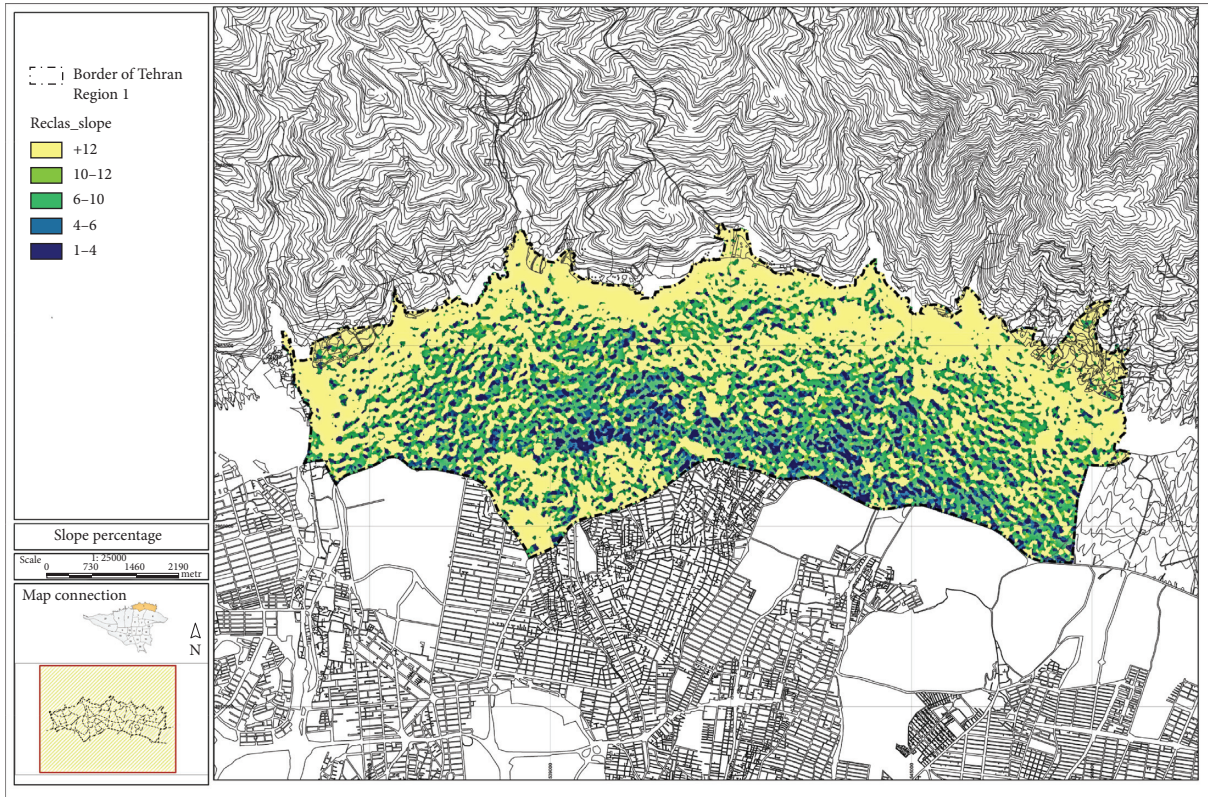 Border of Tehran
Region 1
Reclas_slope
+12
10–12
6–10
4–6
1–4
Slope percentage
Scale
1: 25000
0 730 1460 2190
metr
Map connection
N